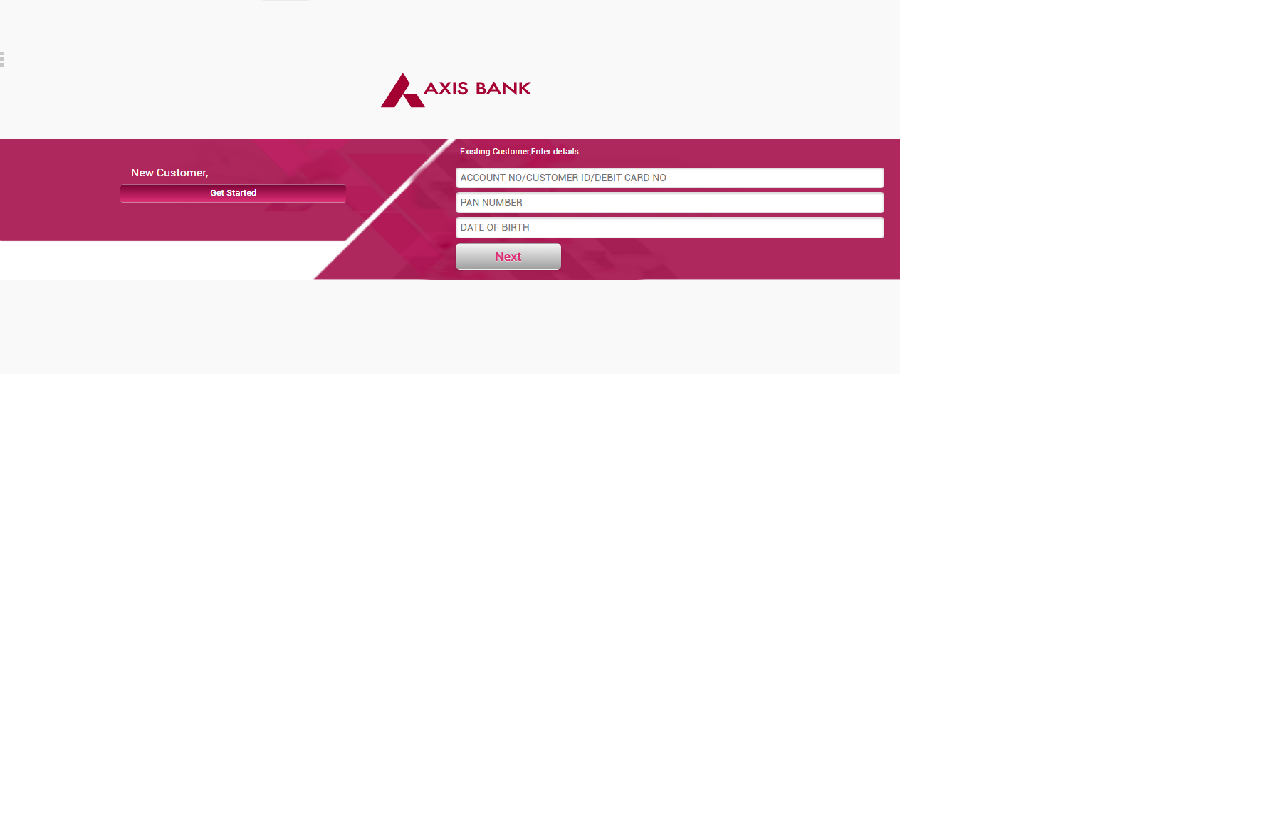 AXIS BANK
New Customer,
Get Started
Existing Customer,Enter details
ACCOUNT NO/CUSTOMER ID/DEBIT CARD NO
PAN NUMBER
DATE OF BIRTH
Next